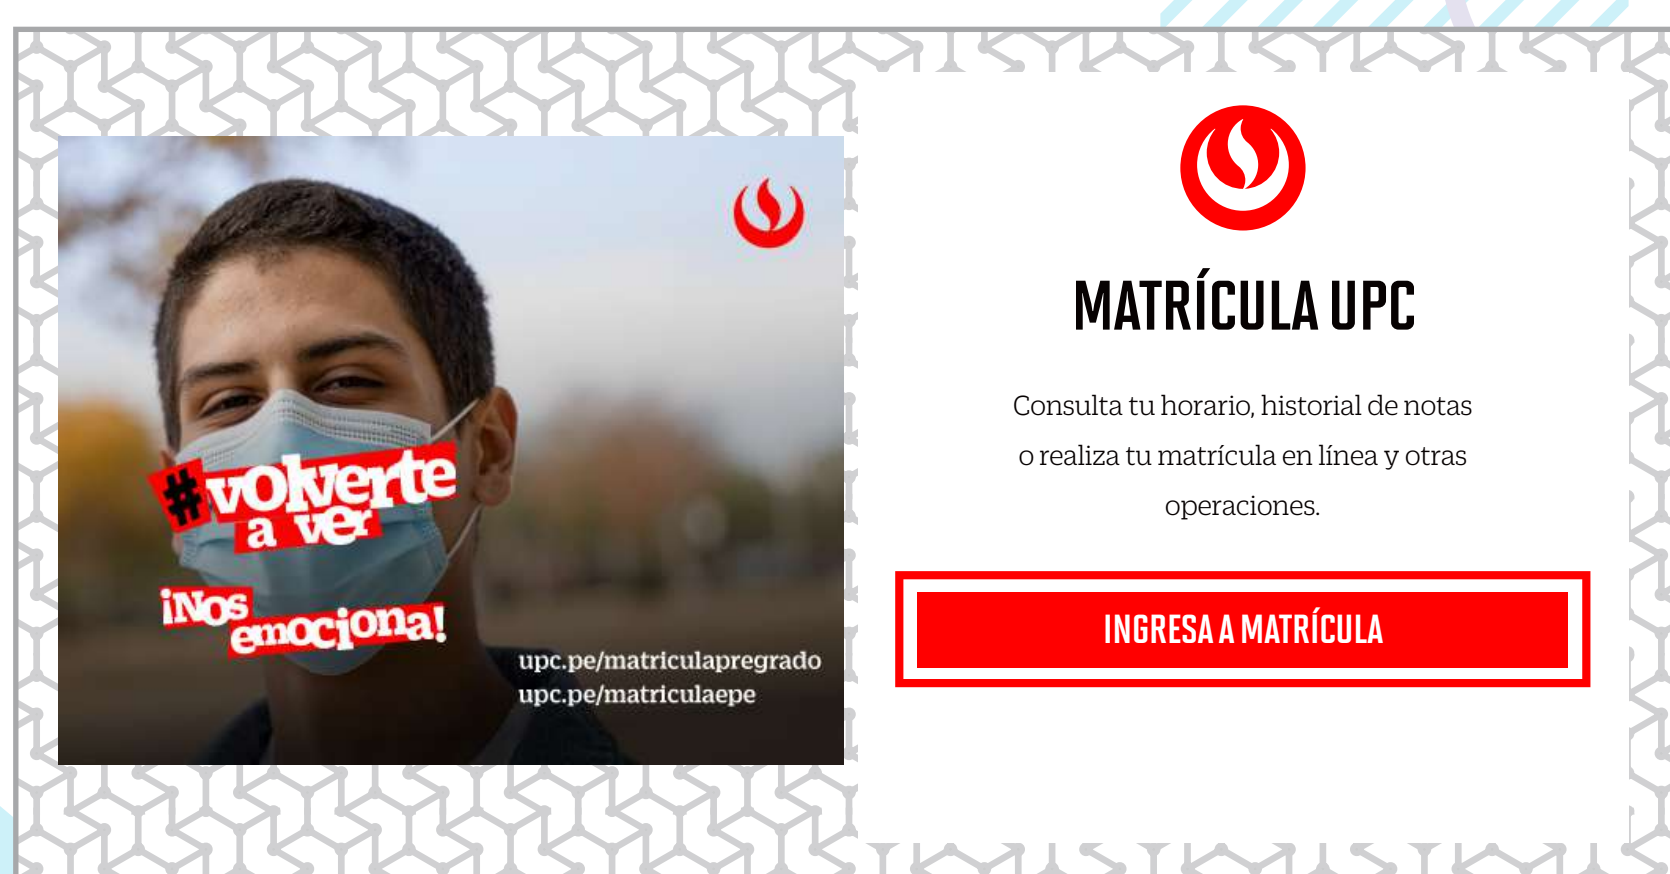 #volverte
a ver
¡Nos
emociona!
upc.pe/matriculapregrado
upc.pe/matriculaepe
MATRÍCULA UPC
Consulta tu horario, historial de notas
o realiza tu matrícula en línea y otras
operaciones.
INGRESA A MATRÍCULA